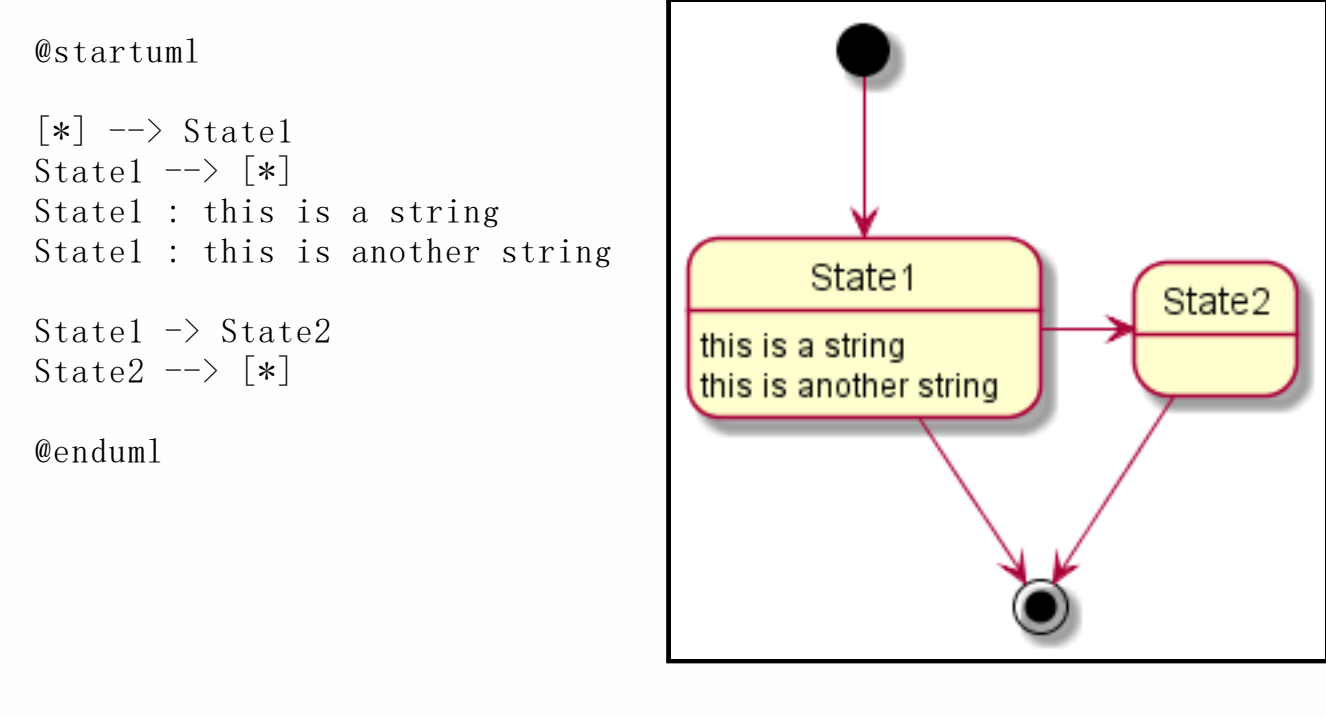 @startuml
[*] --> State1
State1 --> [*]
State1 : this is a string
State1 : this is another string
State1 -> State2
State2 --> [*]
@enduml
State1
this is a string
this is another string
State2